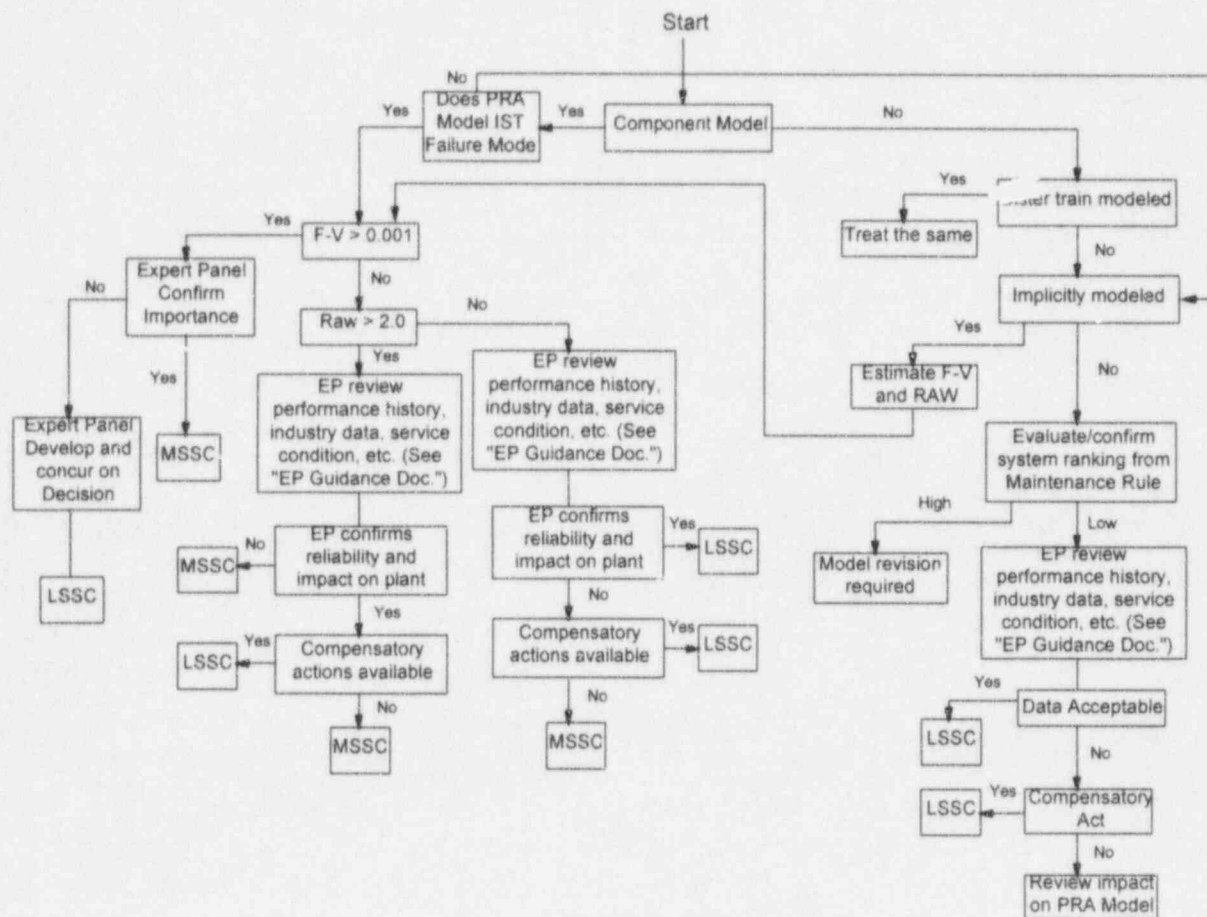 Start
No
Yes
Does PRA
Model IST
Failure Mode
Yes
Component Model
No
Yes
train modeled
Treat the same
No
Yes
F-V > 0.001
No
Expert Panel
Confirm
Importance
No
Implicitly modeled
Raw > 2.0
No
Yes
Yes
Yes
EP review
performance history,
industry data, service
condition, etc. (See
"EP Guidance Doc.")
EP review
performance history,
industry data, service
condition, etc. (See
"EP Guidance Doc.")
Estimate F-V
and RAW
No
Expert Panel
Develop and
concur on
Decision
MSSC
Evaluate/confirm
system ranking from
Maintenance Rule
High
Low
Model revision
required
EP review
performance history,
industry data, service
condition, etc. (See
"EP Guidance Doc.")
MSSC
No
EP confirms
reliability and
impact on plant
EP confirms
reliability and
impact on plant
Yes
LSSC
LSSC
Yes
No
LSSC
Yes
Compensatory
actions available
Compensatory
actions available
Yes
LSSC
No
No
MSSC
MSSC
Yes
Data Acceptable
LSSC
No
LSSC
Yes
Compensatory
Act
No
Review impact
on PRA Model